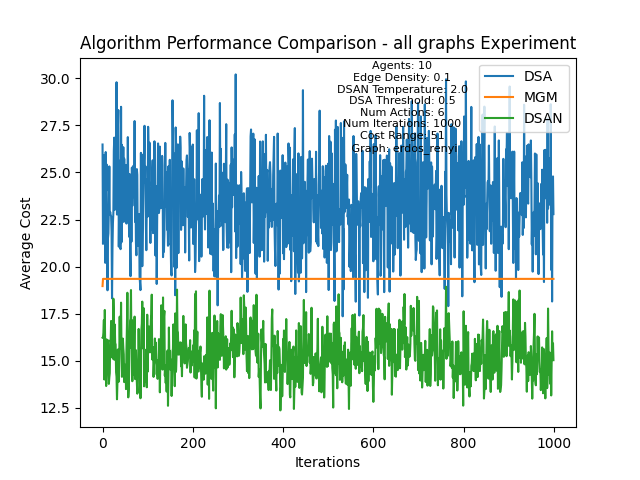 Algorithm Performance Comparison - all graphs Experiment
Agents: 10
Edge Density: 0.1
DSAN Temperature: 2.0
DSA Threshold: 0.5
Num Actions: 6
Num Iterations: 1000
Cost Range: 51
Graph: erdos_renyi
DSA
MGM
DSAN
Average Cost
30.0
27.5
25.0
22.5
20.0
17.5
15.0
12.5
0 200 400 600 800 1000
Iterations